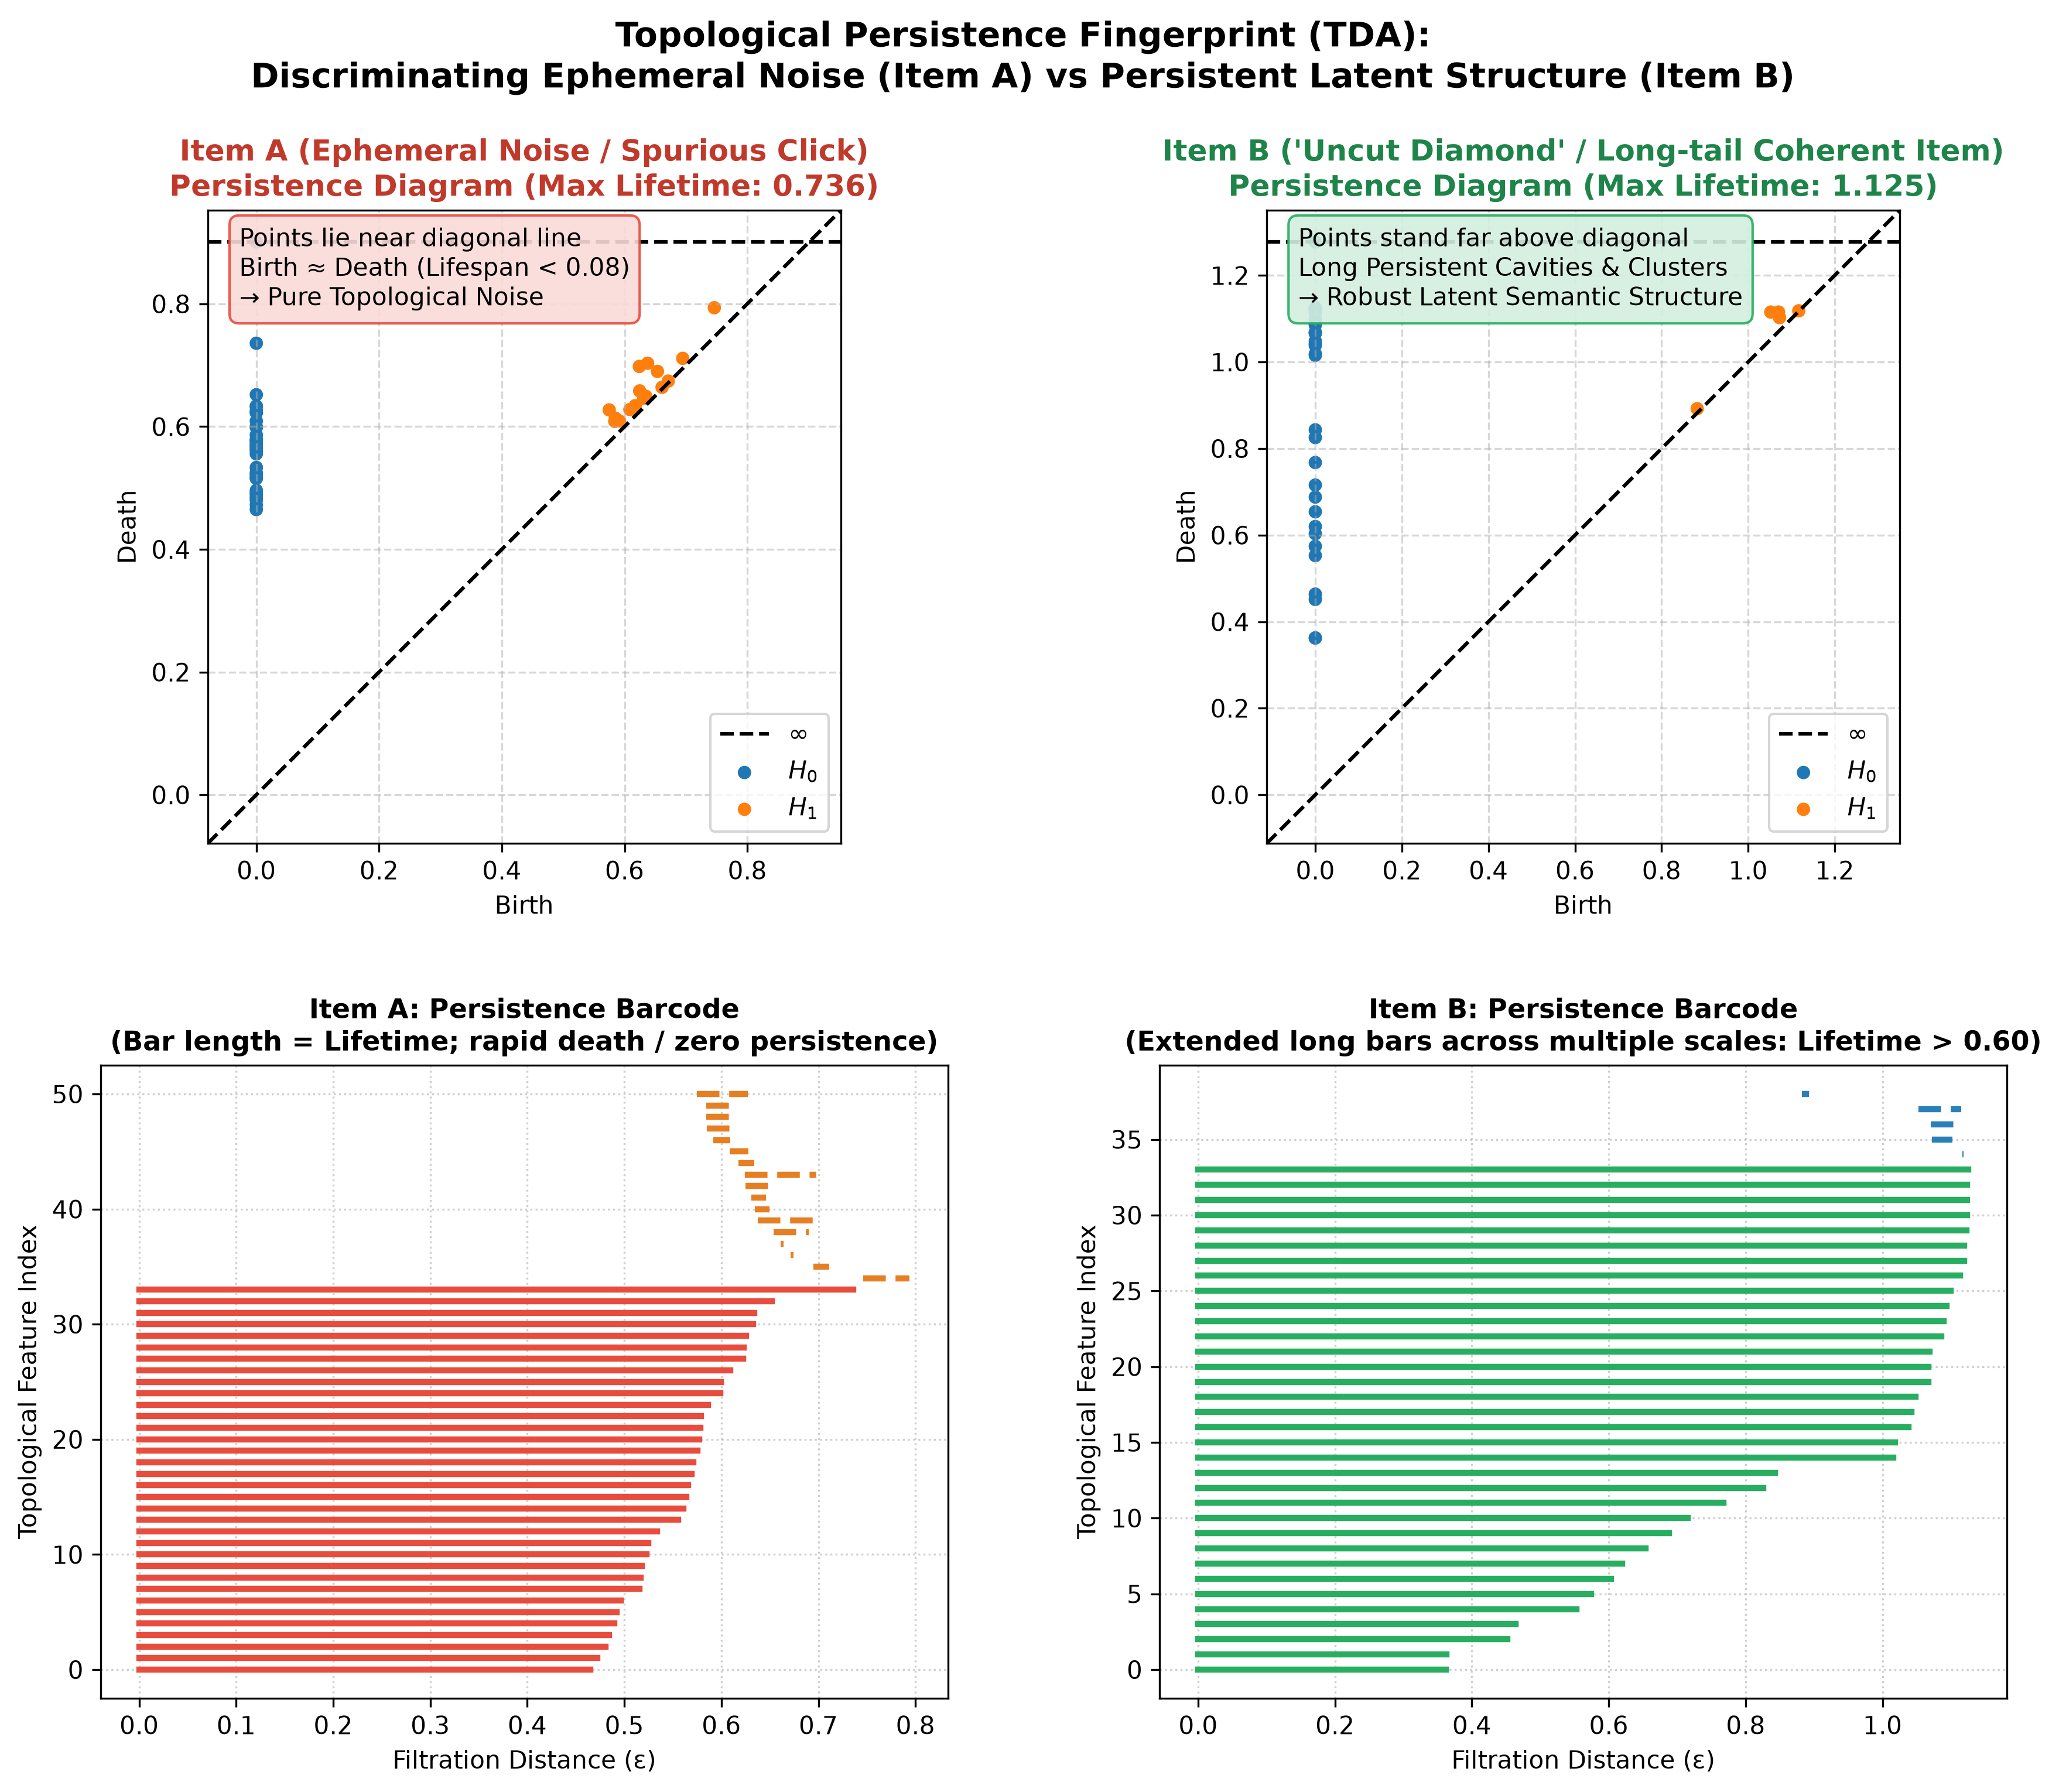 Topological Persistence Fingerprint (TDA):
Discriminating Ephemeral Noise (Item A) vs Persistent Latent Structure (Item B)
Item A (Ephemeral Noise / Spurious Click)
Persistence Diagram (Max Lifetime: 0.736)
Points lie near diagonal line
Birth ≈ Death (Lifespan < 0.08)
→ Pure Topological Noise
0.8
0.6
0.4
0.2
0.0
Death
∞
H₀
H₁
0.0 0.2 0.4 0.6 0.8
Birth
Item B ('Uncut Diamond' / Long-tail Coherent Item)
Persistence Diagram (Max Lifetime: 1.125)
Points stand far above diagonal
Long Persistent Cavities & Clusters
→ Robust Latent Semantic Structure
1.2
1.0
0.8
0.6
0.4
0.2
0.0
Death
∞
H₀
H₁
0.0 0.2 0.4 0.6 0.8 1.0 1.2
Birth
Item A: Persistence Barcode
(Bar length = Lifetime; rapid death / zero persistence)
50
40
30
20
10
0
Topological Feature Index
0.0 0.1 0.2 0.3 0.4 0.5 0.6 0.7 0.8
Filtration Distance (ε)
Item B: Persistence Barcode
(Extended long bars across multiple scales: Lifetime > 0.60)
35
30
25
20
15
10
5
0
Topological Feature Index
0.0 0.2 0.4 0.6 0.8 1.0
Filtration Distance (ε)